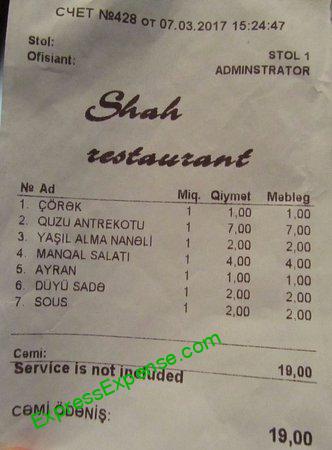 СЧЕТ №428 от 07.03.2017 15:24:47
Stol: STOL 1
Ofisiant: ADMINSTRATOR
Shah
restaurant
№ Ad Miq. Qiymət Məbləg
1. ÇÖRƏK 1 1,00 1,00
2. QUZU ANTREKOTU 1 7,00 7,00
3. YAŞIL ALMA NANƏLİ 1 2,00 2,00
4. MANQAL SALATI 1 4,00 4,00
5. AYRAN 1 1,00 1,00
6. DÜYÜ SADƏ 1 2,00 2,00
7. SOUS 1 2,00 2,00
Cəmi: 19,00
Service is not included
CƏMİ ÖDƏNİŞ: 19,00
ExpressExpense.com